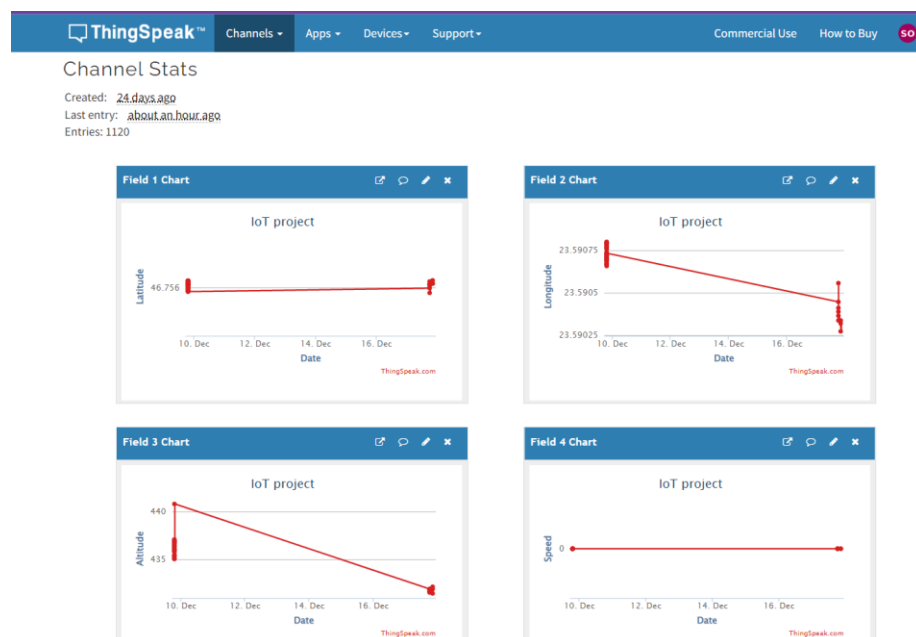 ThingSpeak™ Channels Apps Devices Support Commercial Use How to Buy SO
Channel Stats
Created: 24 days ago
Last entry: about an hour ago
Entries: 1120
Field 1 Chart
IoT project
Latitude
46.756
10. Dec 12. Dec 14. Dec 16. Dec
Date
ThingSpeak.com
Field 2 Chart
IoT project
Longitude
23.59075
23.5905
23.59025
10. Dec 12. Dec 14. Dec 16. Dec
Date
ThingSpeak.com
Field 3 Chart
IoT project
Altitude
440
435
10. Dec 12. Dec 14. Dec 16. Dec
Date
ThingSpeak.com
Field 4 Chart
IoT project
Speed
0
10. Dec 12. Dec 14. Dec 16. Dec
Date
ThingSpeak.com